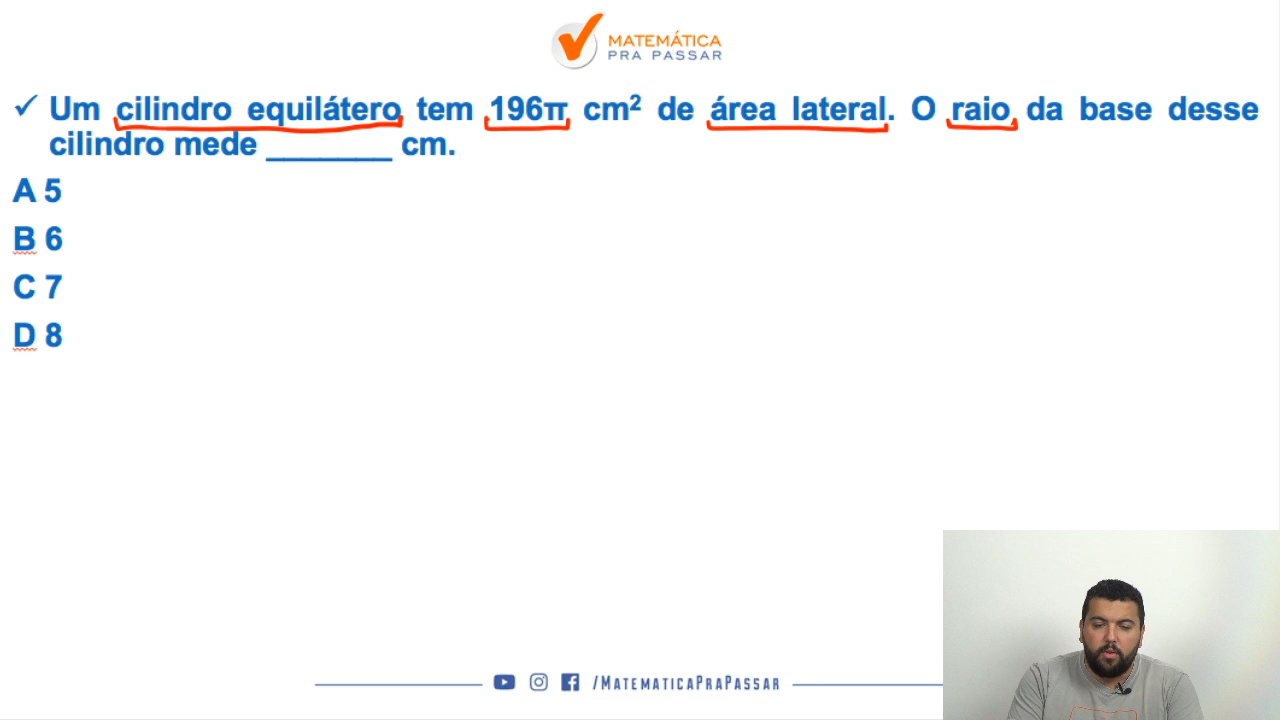 MATEMÁTICA
PRA PASSAR
✓ Um cilindro equilátero tem 196π cm² de área lateral. O raio da base desse
cilindro mede _______ cm.
A 5
B 6
C 7
D 8
/MATEMATICAPRAPASSAR